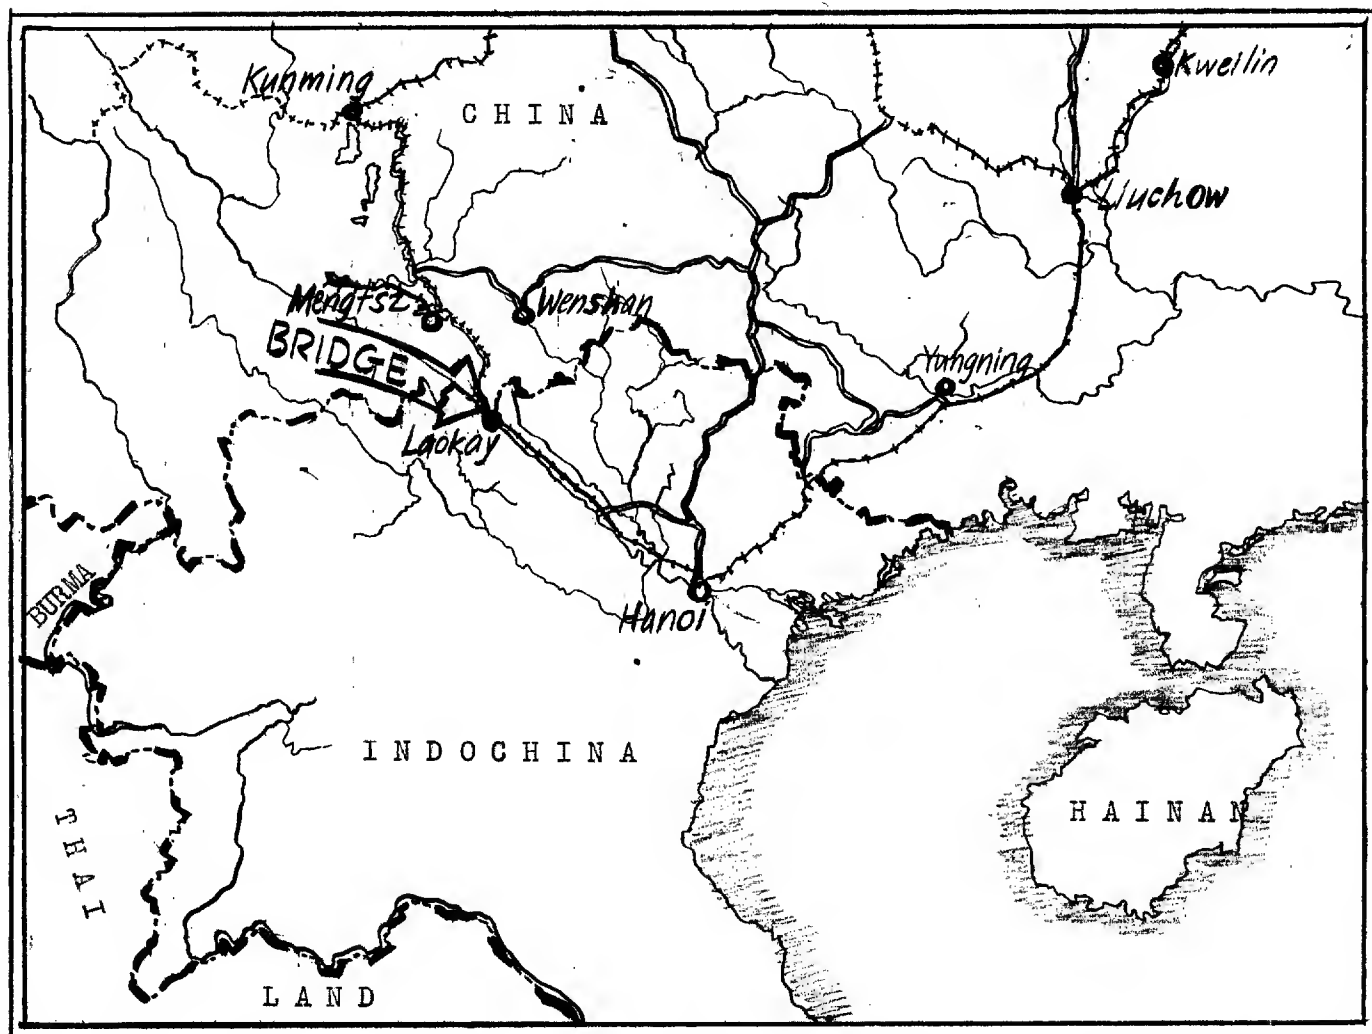 Kunming
CHINA
Kweilin
Liuchow
Mengtsz
Wenshan
BRIDGE
Yungning
Laokay
BURMA
Hanoi
INDOCHINA
HAINAN
THAI
LAND